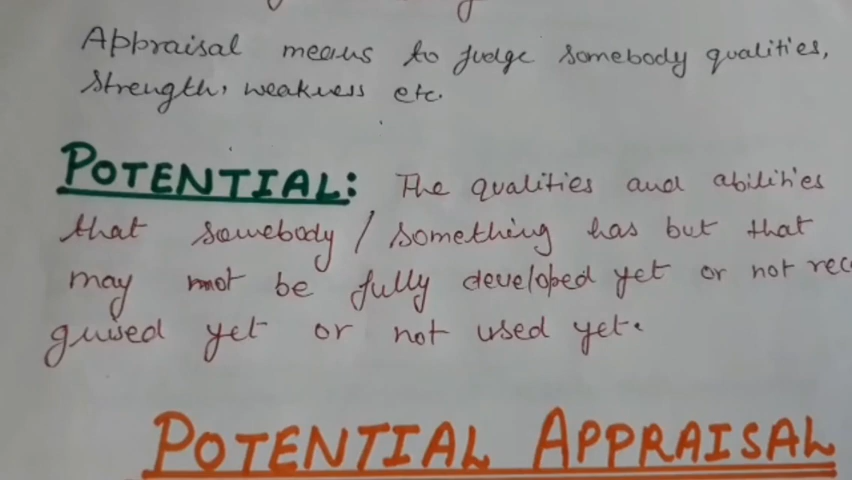 Appraisal means to judge somebody qualities,
strength, weakness etc.
POTENTIAL: The qualities and abilities
that somebody / something has but that
may not be fully developed yet or not rec
gnised yet or not used yet.
POTENTIAL APPRAISAL